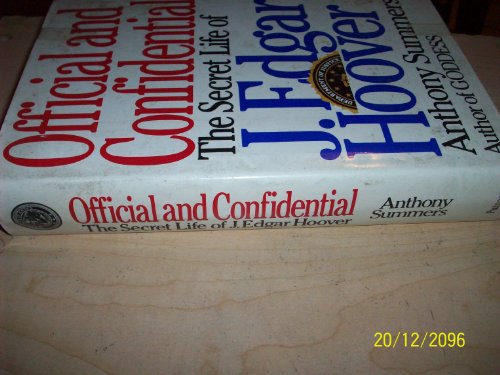 Official and
Confidential
The Secret Life of
J. Edgar
Hoover
Anthony Summers
Author of GODDESS
Official and Confidential
The Secret Life of J. Edgar Hoover
Anthony
Summers
20/12/2096